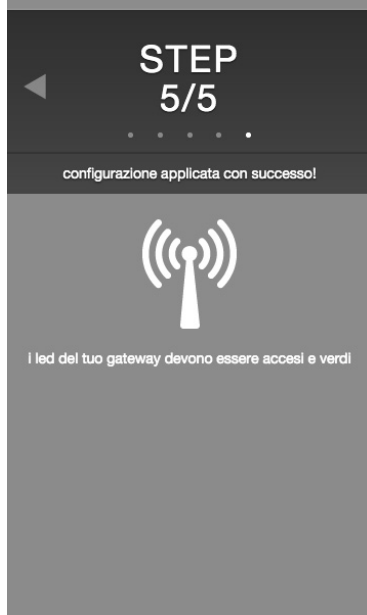 STEP
5/5
configurazione applicata con successo!
i led del tuo gateway devono essere accesi e verdi